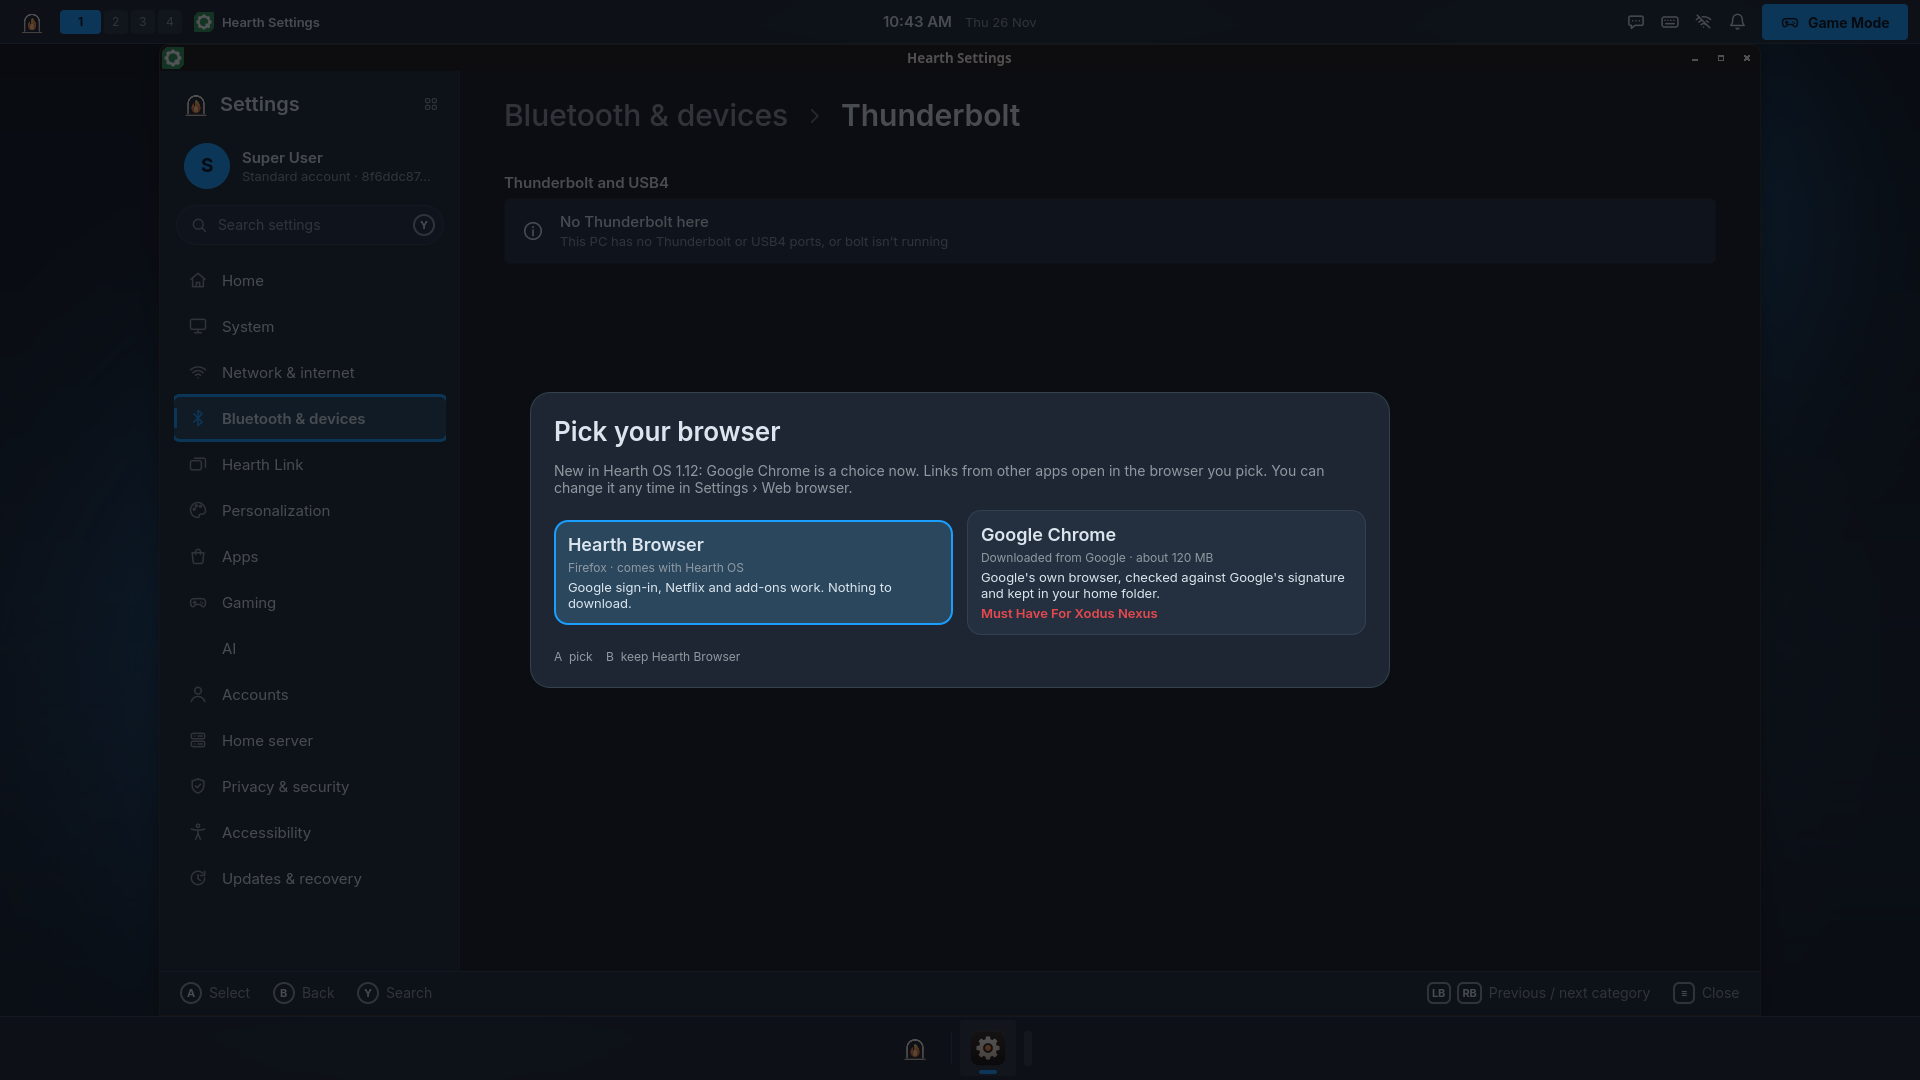 1 2 3 4 Hearth Settings
10:43 AM Thu 26 Nov
Game Mode
Hearth Settings
Settings
S
Super User
Standard account · 8f6ddc87...
Search settings Y
Home
System
Network & internet
Bluetooth & devices
Hearth Link
Personalization
Apps
Gaming
AI
Accounts
Home server
Privacy & security
Accessibility
Updates & recovery
Bluetooth & devices › Thunderbolt
Thunderbolt and USB4
No Thunderbolt here
This PC has no Thunderbolt or USB4 ports, or bolt isn't running
Pick your browser
New in Hearth OS 1.12: Google Chrome is a choice now. Links from other apps open in the browser you pick. You can
change it any time in Settings › Web browser.
Hearth Browser
Firefox · comes with Hearth OS
Google sign-in, Netflix and add-ons work. Nothing to
download.
Google Chrome
Downloaded from Google · about 120 MB
Google's own browser, checked against Google's signature
and kept in your home folder.
Must Have For Xodus Nexus
A pick B keep Hearth Browser
A Select B Back Y Search
LB RB Previous / next category ≡ Close